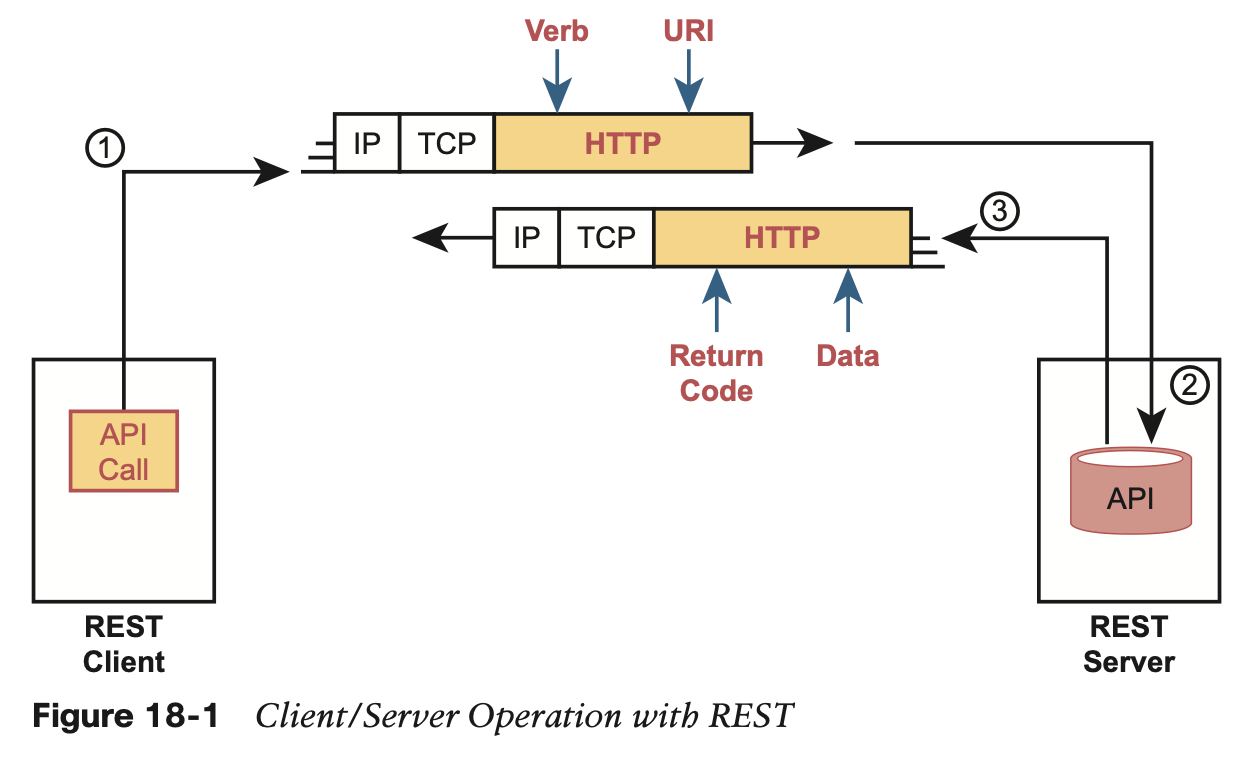 Verb URI
1
IP TCP HTTP
3
IP TCP HTTP
Return
Code
Data
2
API
Call
API
REST
Client
REST
Server
Figure 18-1 Client/Server Operation with REST